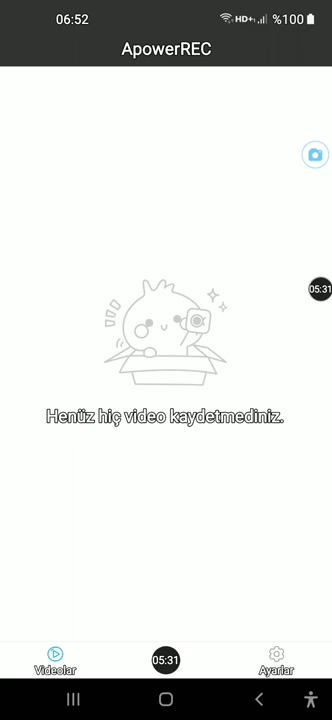 06:52
HD+
%100
ApowerREC
05:31
Henüz hiç video kaydetmediniz.
Videolar
05:31
Ayarlar